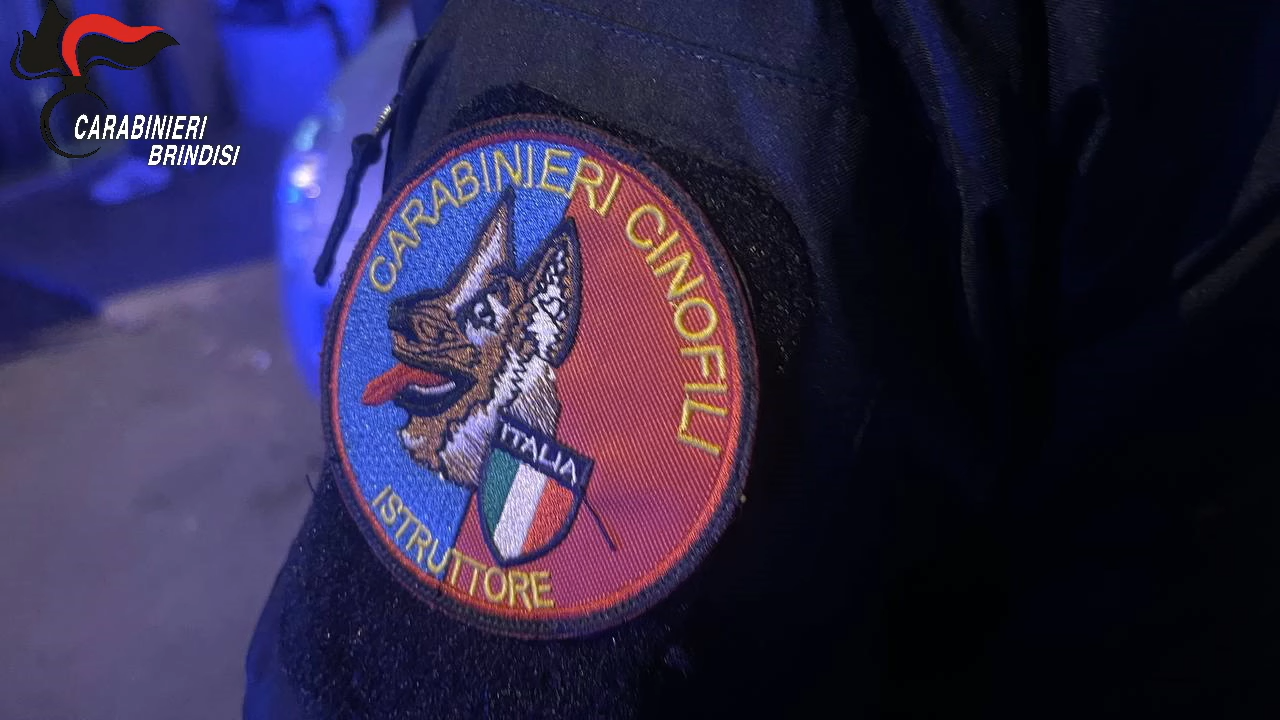 CARABINIERI
BRINDISI
CARABINIERI CINOFILI
ITALIA
ISTRUTTORE